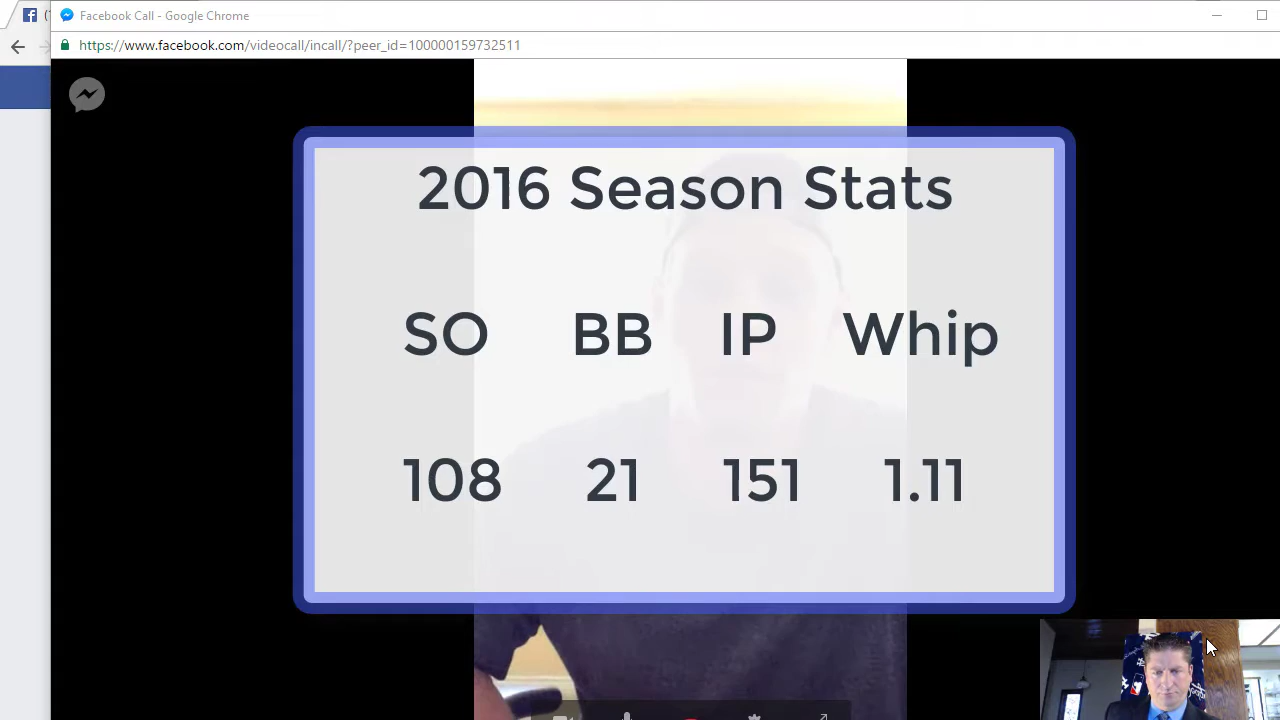 Facebook Call - Google Chrome
https://www.facebook.com/videocall/incall/?peer_id=100000159732511
2016 Season Stats
SO BB IP Whip
108 21 151 1.11